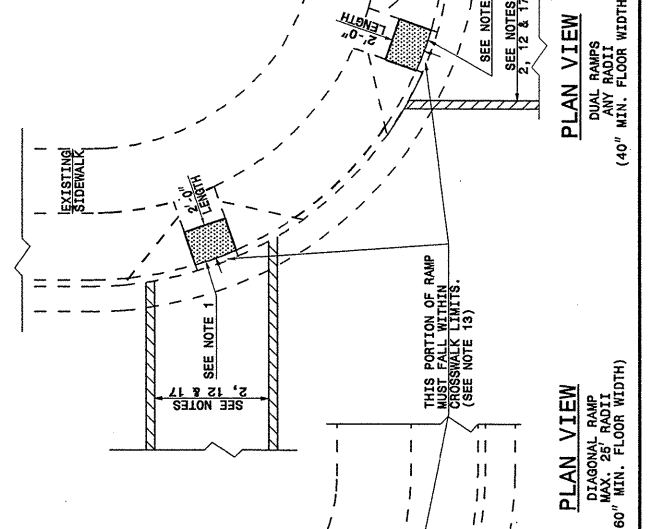 EXISTING
SIDEWALK
2'-0"
LENGTH
2'-0"
LENGTH
SEE NOTE 1
SEE NOTES
2, 12 & 17
SEE NOTE
SEE NOTES
2, 12 & 17
THIS PORTION OF RAMP
MUST FALL WITHIN
CROSSWALK LIMITS.
(SEE NOTE 13)
PLAN VIEW
DUAL RAMPS
ANY RADII
(40" MIN. FLOOR WIDTH)
PLAN VIEW
DIAGONAL RAMP
MAX. 25' RADII
60" MIN. FLOOR WIDTH)